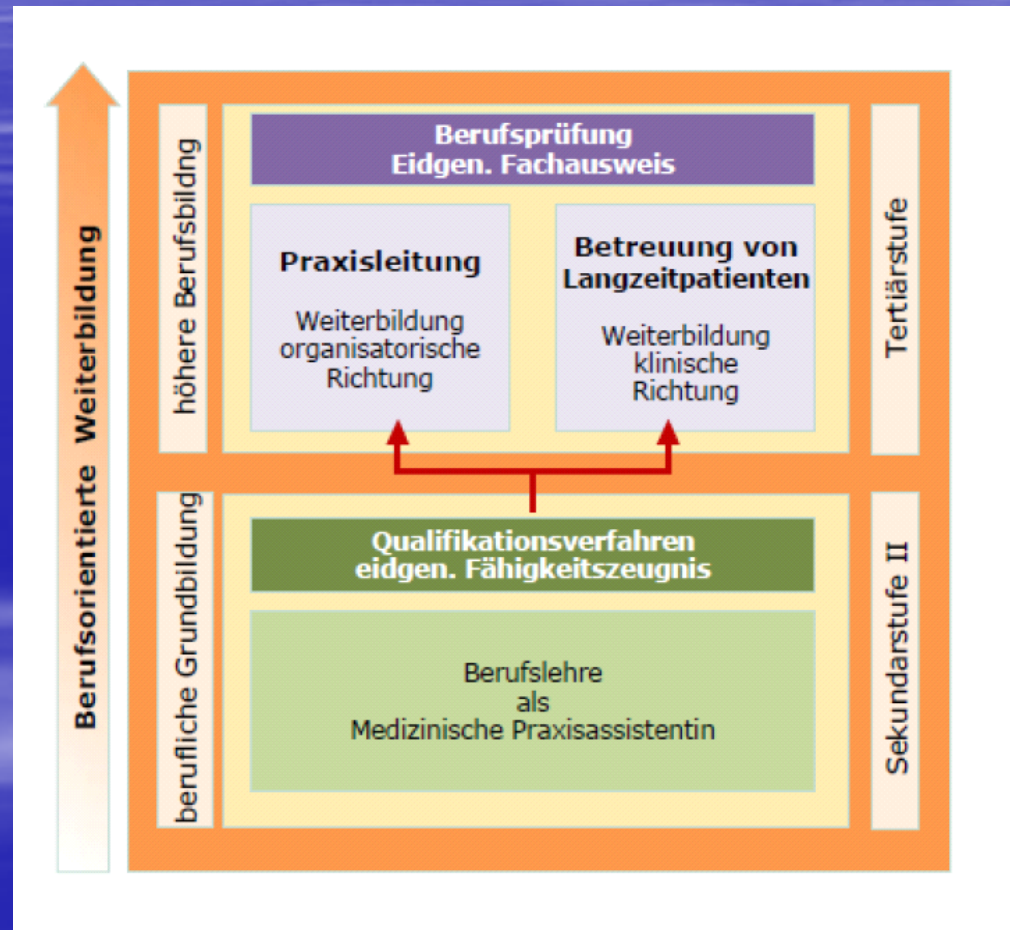 Berufsorientierte Weiterbildung
höhere Berufsbildng
Berufsprüfung
Eidgen. Fachausweis
Praxisleitung
Weiterbildung
organisatorische
Richtung
Betreuung von
Langzeitpatienten
Weiterbildung
klinische
Richtung
Tertiärstufe
berufliche Grundbildung
Qualifikationsverfahren
eidgen. Fähigkeitszeugnis
Berufslehre
als
Medizinische Praxisassistentin
Sekundarstufe II